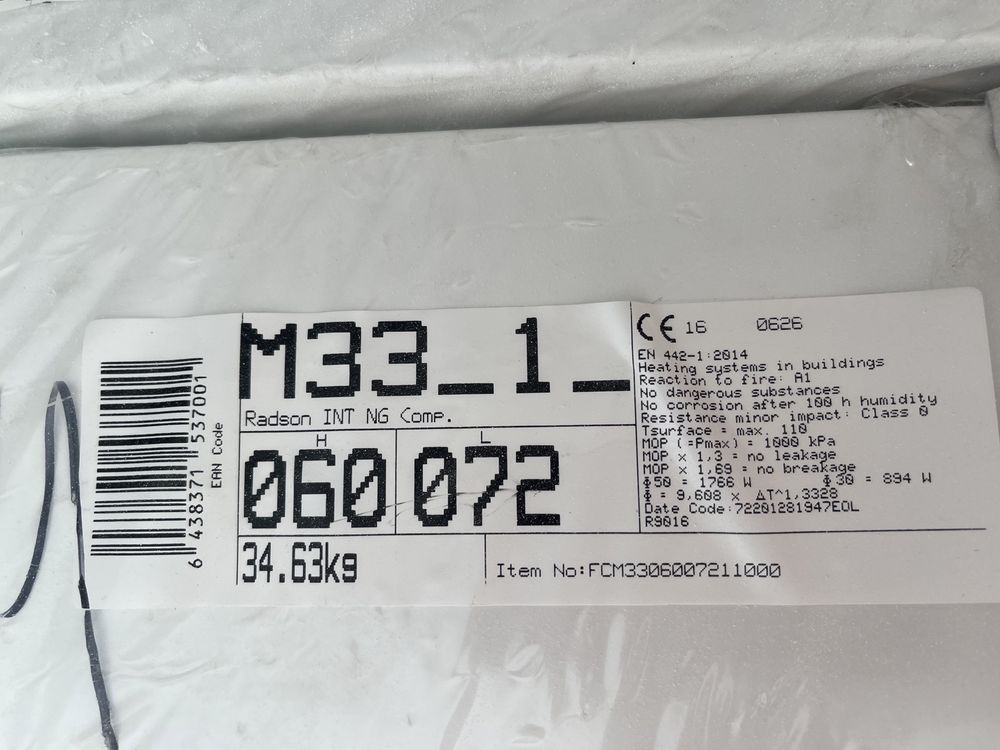 6 438371 537001
EAN Code
M33_1_
Radson INT NG Comp.
H
060
L
072
34.63kg
Item No:FCM3306007211000
CE 16 0626
EN 442-1:2014
Heating systems in buildings
Reaction to fire: A1
No dangerous substances
No corrosion after 100 h humidity
Resistance minor impact: Class 0
Tsurface = max. 110
MOP (=Pmax) = 1000 kPa
MOP x 1,3 = no leakage
MOP x 1,69 = no breakage
Φ50 = 1766 W Φ30 = 894 W
Φ = 9,608 x ΔT^1,3328
Date Code:72201281947EOL
R9016